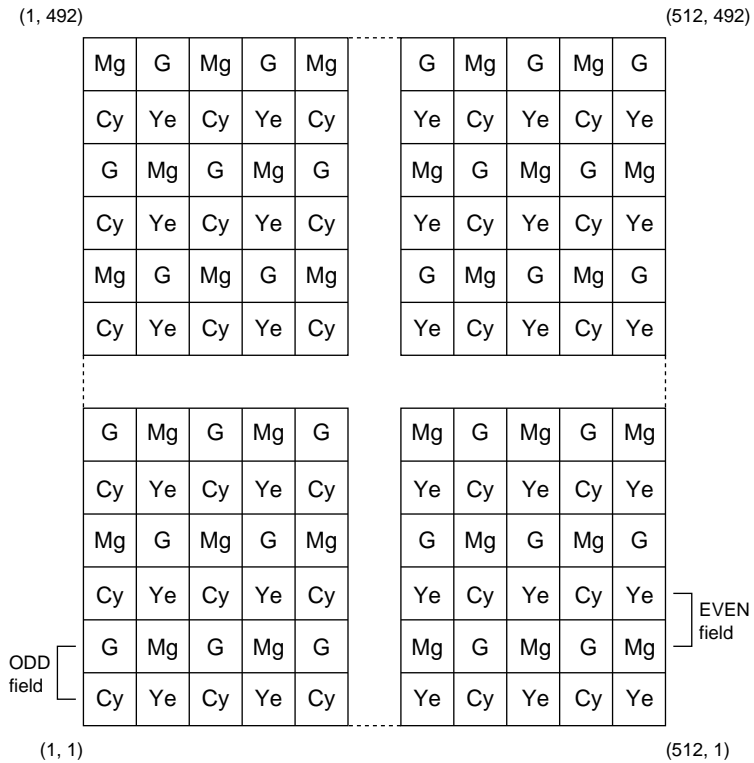 (1, 492) (512, 492)
Mg G Mg G Mg G Mg G Mg G
Cy Ye Cy Ye Cy Ye Cy Ye Cy Ye
G Mg G Mg G Mg G Mg G Mg
Cy Ye Cy Ye Cy Ye Cy Ye Cy Ye
Mg G Mg G Mg G Mg G Mg G
Cy Ye Cy Ye Cy Ye Cy Ye Cy Ye
G Mg G Mg G Mg G Mg G Mg
Cy Ye Cy Ye Cy Ye Cy Ye Cy Ye
Mg G Mg G Mg G Mg G Mg G
Cy Ye Cy Ye Cy Ye Cy Ye Cy Ye
EVEN
field
G Mg G Mg G Mg G Mg G Mg
ODD
field
Cy Ye Cy Ye Cy Ye Cy Ye Cy Ye
(1, 1) (512, 1)